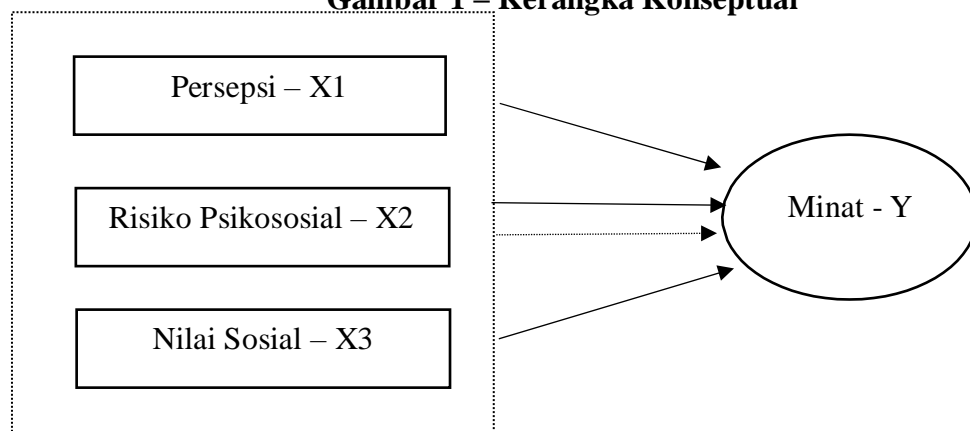 Gambar 1 – Kerangka Konseptual
Persepsi – X1
Risiko Psikososial – X2
Minat - Y
Nilai Sosial – X3